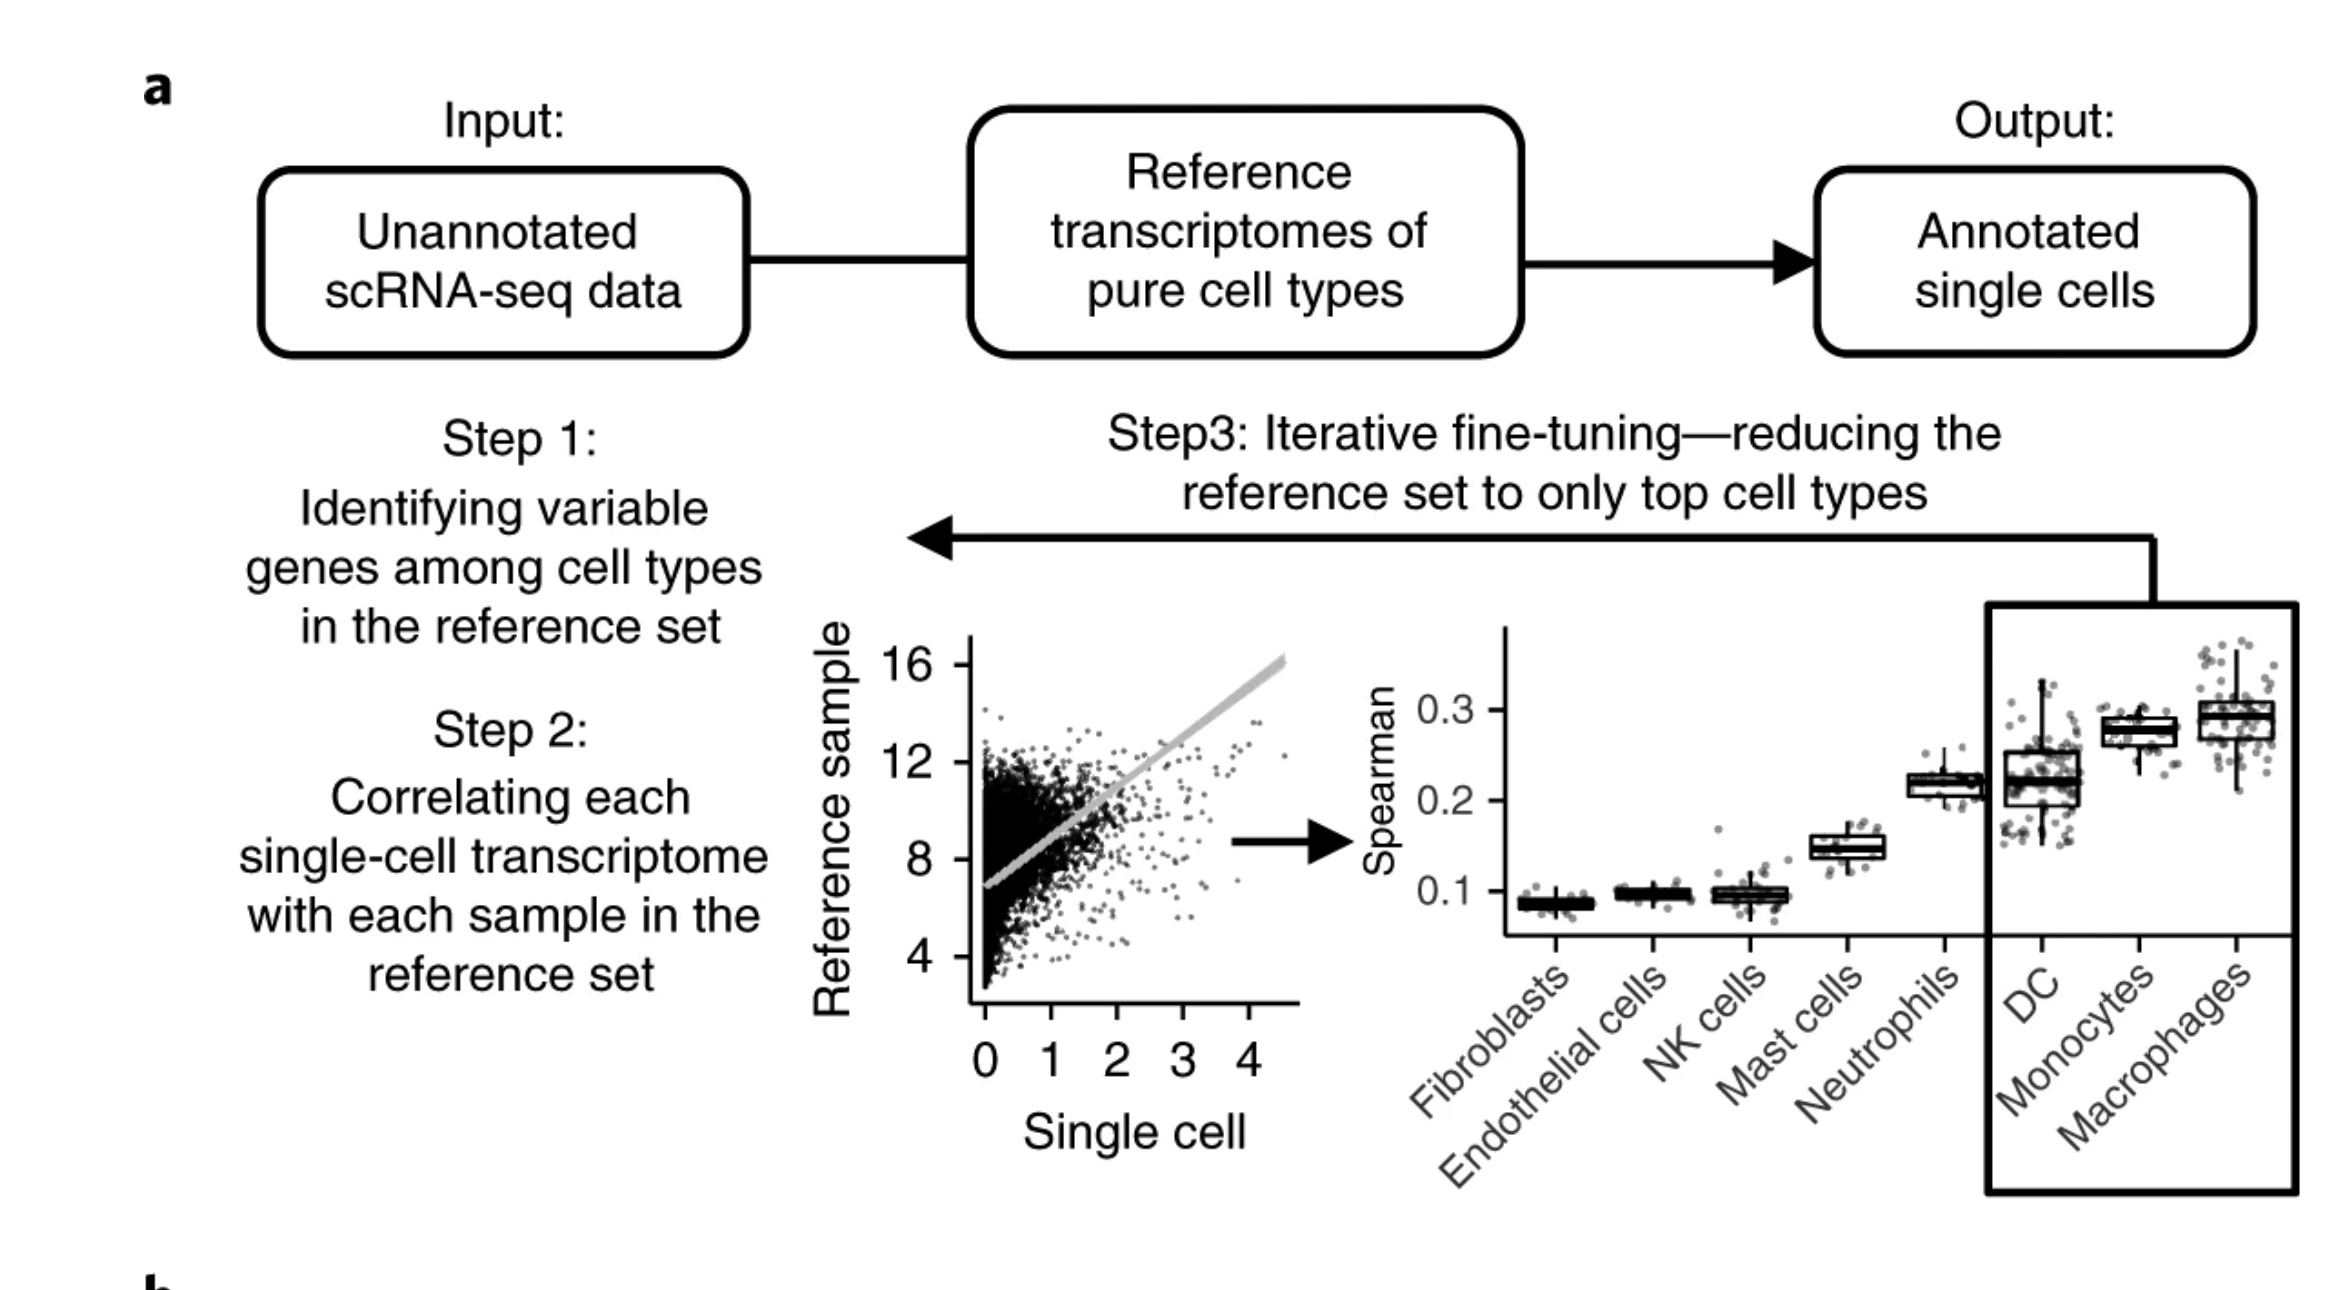 a
Input:
Unannotated
scRNA-seq data
Reference
transcriptomes of
pure cell types
Output:
Annotated
single cells
Step 1:
Identifying variable
genes among cell types
in the reference set
Step 2:
Correlating each
single-cell transcriptome
with each sample in the
reference set
Step3: Iterative fine-tuning—reducing the
reference set to only top cell types
Reference sample
16
12
8
4
0 1 2 3 4
Single cell
Spearman
0.3
0.2
0.1
Fibroblasts
Endothelial cells
NK cells
Mast cells
Neutrophils
DC
Monocytes
Macrophages